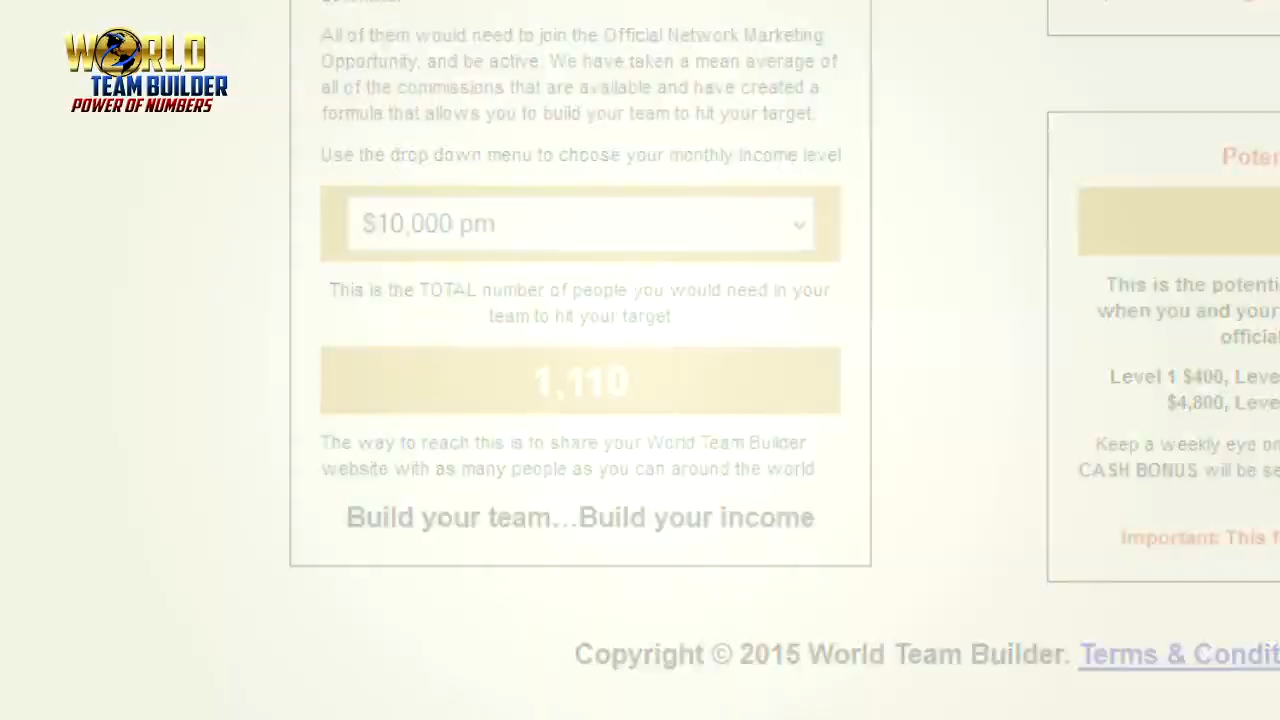 WORLD
TEAM BUILDER
POWER OF NUMBERS
All of them would need to join the Official Network Marketing
Opportunity, and be active. We have taken a mean average of
all of the commissions that are available and have created a
formula that allows you to build your team to hit your target.
Use the drop down menu to choose your monthly income level
$10,000 pm
This is the TOTAL number of people you would need in your
team to hit your target
1,110
The way to reach this is to share your World Team Builder
website with as many people as you can around the world
Build your team...Build your income
Poten
This is the potenti
when you and your
official
Level 1 $400, Leve
$4,800, Leve
Keep a weekly eye on
CASH BONUS will be se
Important: This f
Copyright © 2015 World Team Builder. Terms & Condit